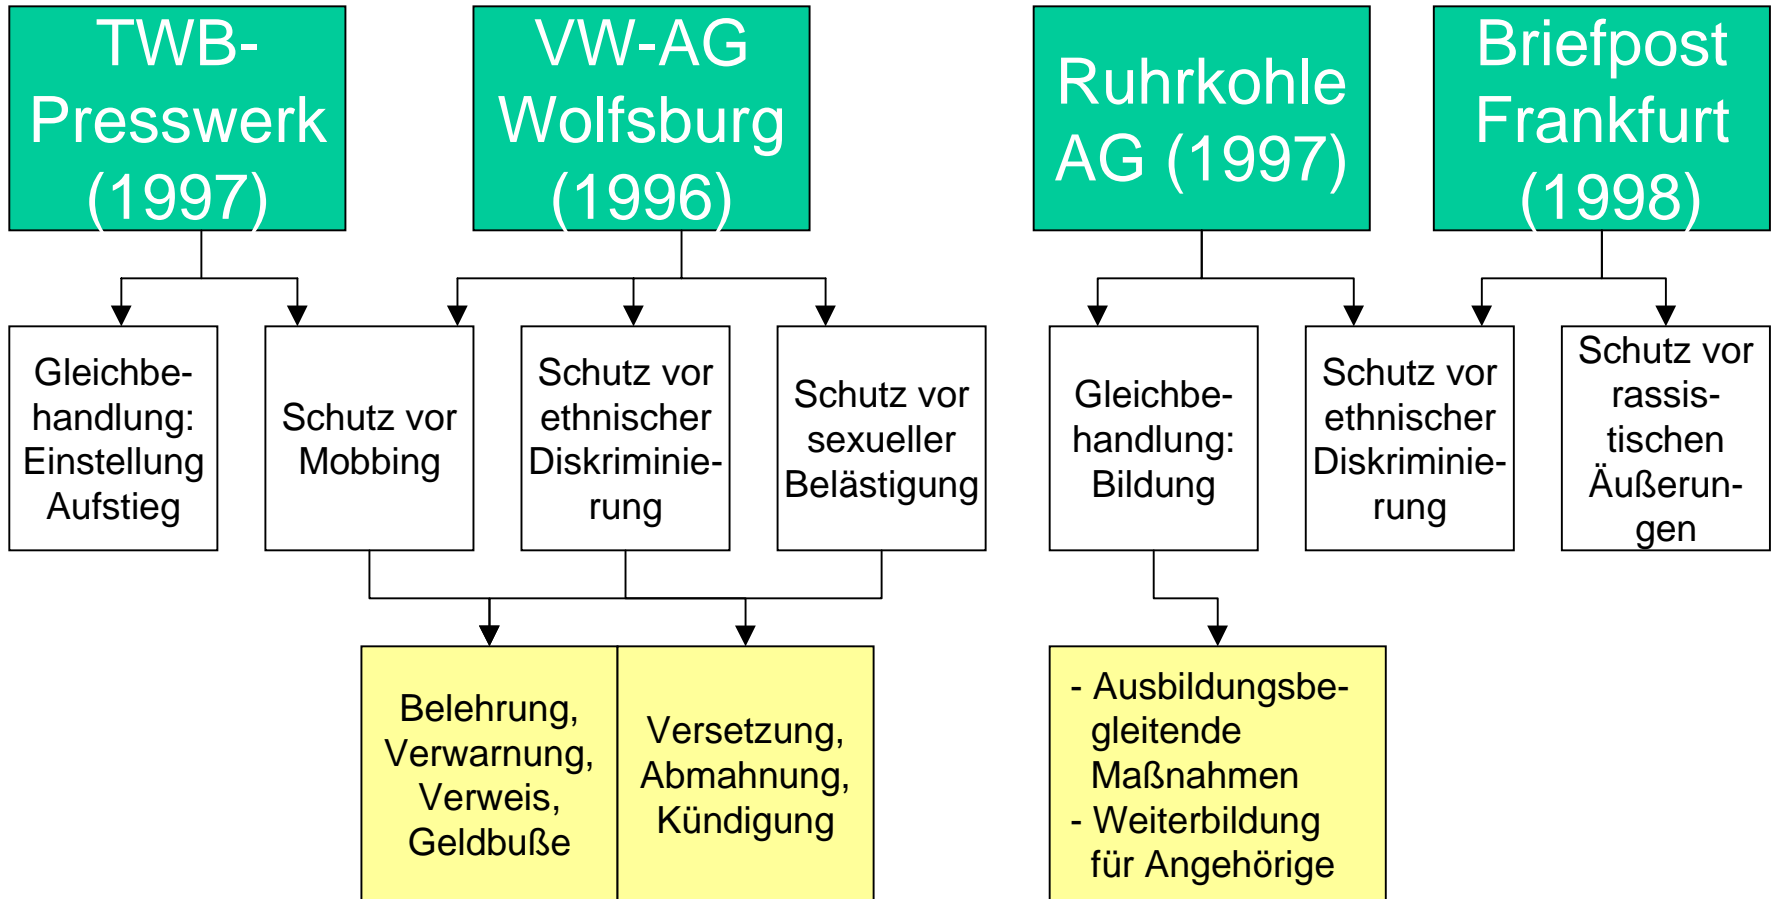 TWB-
Presswerk
(1997)
VW-AG
Wolfsburg
(1996)
Ruhrkohle
AG (1997)
Briefpost
Frankfurt
(1998)
Gleichbe-
handlung:
Einstellung
Aufstieg
Schutz vor
Mobbing
Schutz vor
ethnischer
Diskriminie-
rung
Schutz vor
sexueller
Belästigung
Gleichbe-
handlung:
Bildung
Schutz vor
ethnischer
Diskriminie-
rung
Schutz vor
rassis-
tischen
Äußerun-
gen
Belehrung,
Verwarnung,
Verweis,
Geldbuße
Versetzung,
Abmahnung,
Kündigung
- Ausbildungsbe-
gleitende
Maßnahmen
- Weiterbildung
für Angehörige